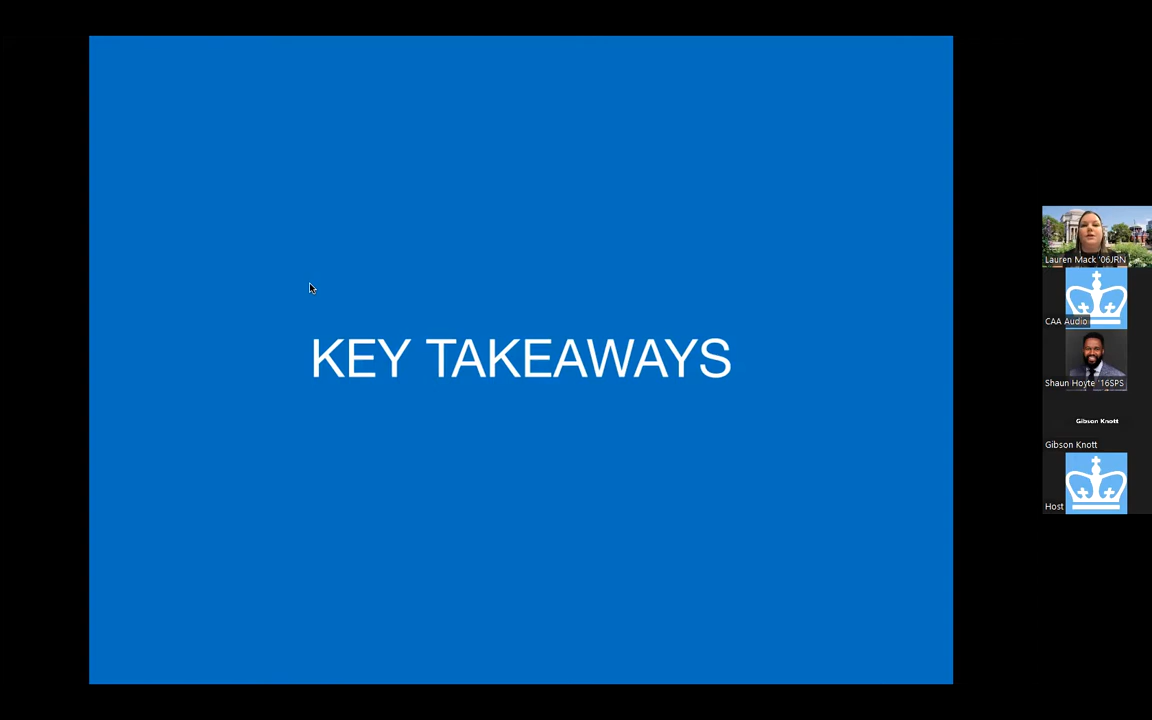 KEY TAKEAWAYS
Lauren Mack '06JRN
CAA Audio
Shaun Hoyte '16SPS
Gibson Knott
Gibson Knott
Host